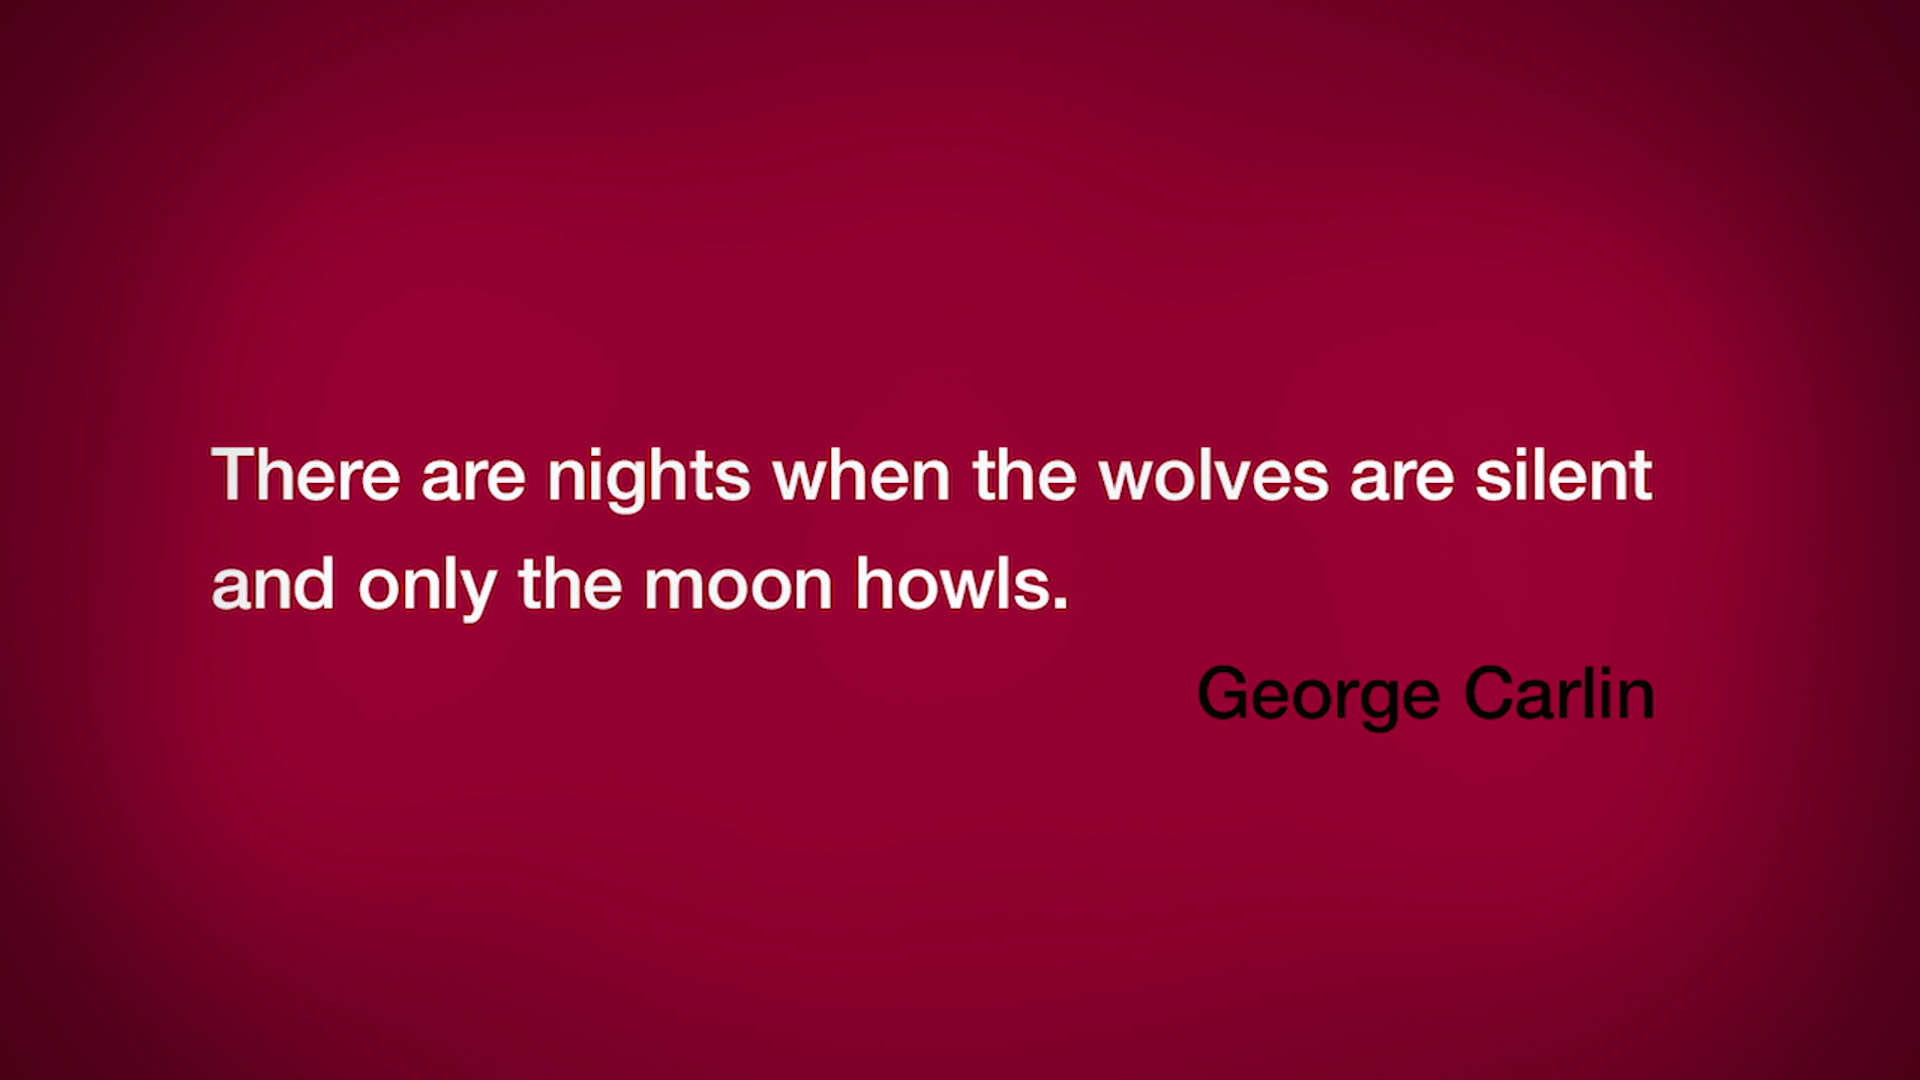 There are nights when the wolves are silent
and only the moon howls.
George Carlin